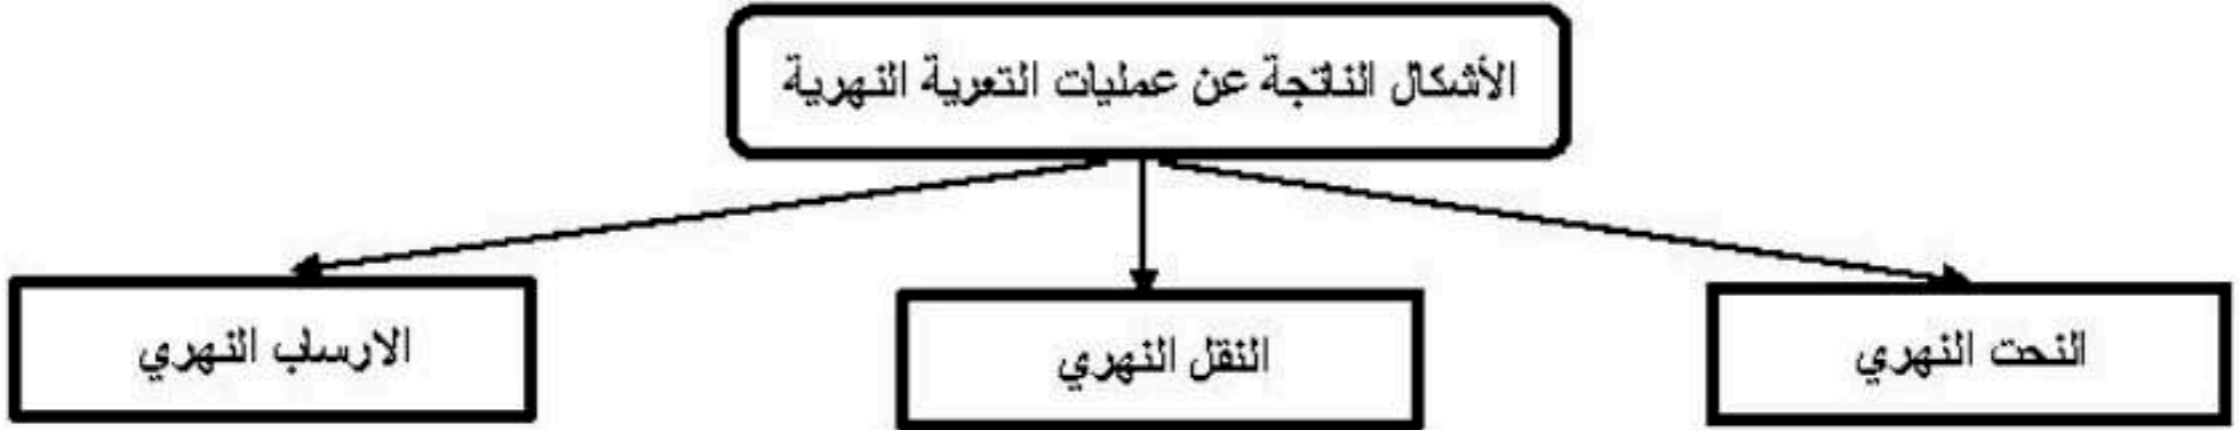 الأشكال الناتجة عن عمليات التعرية النهرية
النحت النهري
النقل النهري
الارساب النهري